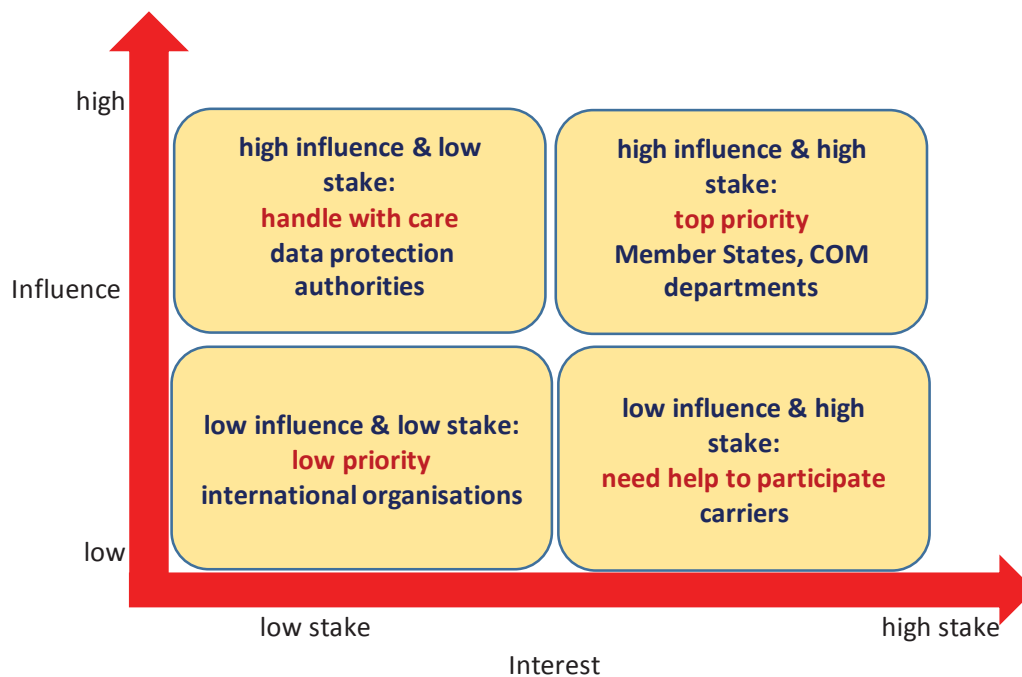 high
high influence & low
stake:
handle with care
data protection
authorities
high influence & high
stake:
top priority
Member States, COM
departments
Influence
low influence & low stake:
low priority
international organisations
low influence & high
stake:
need help to participate
carriers
low
low stake
high stake
Interest